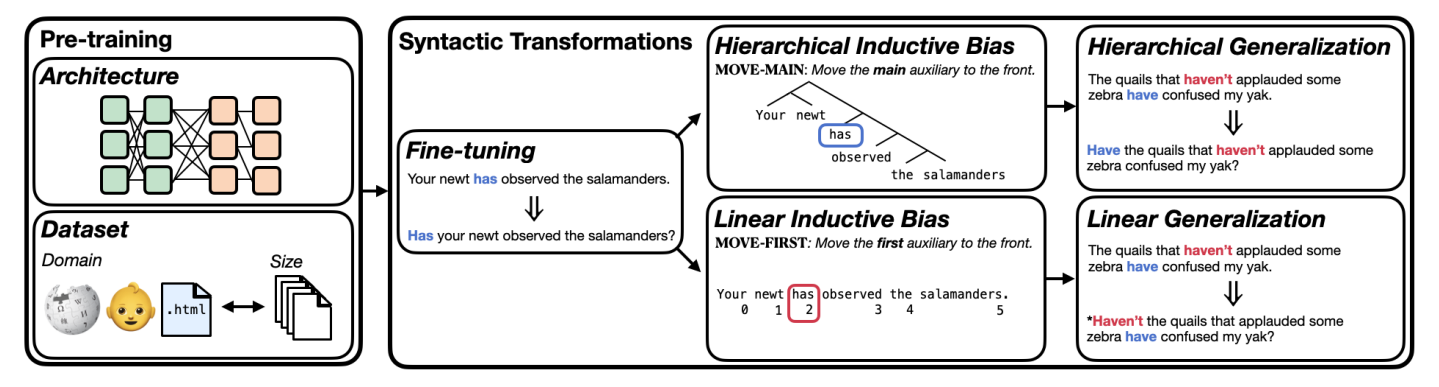 Pre-training
Architecture
Dataset
Domain
Size
.html
Syntactic Transformations
Fine-tuning
Your newt has observed the salamanders.
⇓
Has your newt observed the salamanders?
Hierarchical Inductive Bias
MOVE-MAIN: Move the main auxiliary to the front.
Your newt
has
observed
the salamanders
Linear Inductive Bias
MOVE-FIRST: Move the first auxiliary to the front.
Your newt has observed the salamanders.
0 1 2 3 4 5
Hierarchical Generalization
The quails that haven't applauded some
zebra have confused my yak.
⇓
Have the quails that haven't applauded some
zebra confused my yak?
Linear Generalization
The quails that haven't applauded some
zebra have confused my yak.
⇓
*Haven't the quails that applauded some
zebra have confused my yak?